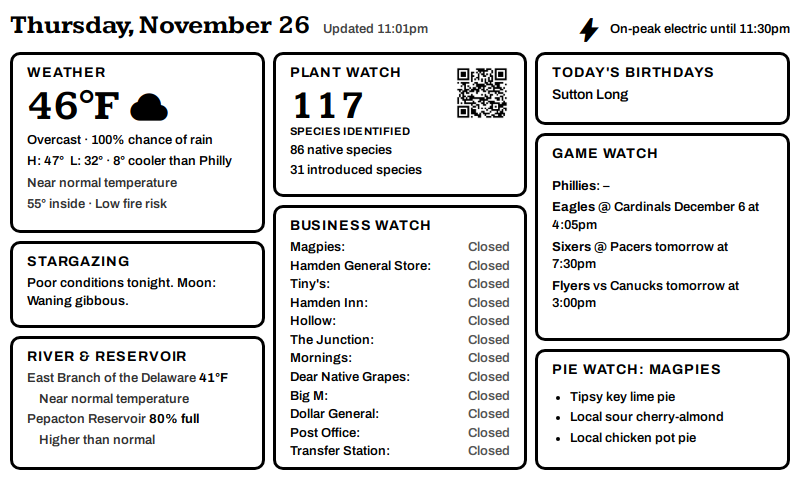 Thursday, November 26 Updated 11:01pm
On-peak electric until 11:30pm
WEATHER
46°F
Overcast · 100% chance of rain
H: 47° L: 32° · 8° cooler than Philly
Near normal temperature
55° inside · Low fire risk
STARGAZING
Poor conditions tonight. Moon:
Waning gibbous.
RIVER & RESERVOIR
East Branch of the Delaware 41°F
Near normal temperature
Pepacton Reservoir 80% full
Higher than normal
PLANT WATCH
117
SPECIES IDENTIFIED
86 native species
31 introduced species
BUSINESS WATCH
Magpies: Closed
Hamden General Store: Closed
Tiny's: Closed
Hamden Inn: Closed
Hollow: Closed
The Junction: Closed
Mornings: Closed
Dear Native Grapes: Closed
Big M: Closed
Dollar General: Closed
Post Office: Closed
Transfer Station: Closed
TODAY'S BIRTHDAYS
Sutton Long
GAME WATCH
Phillies: –
Eagles @ Cardinals December 6 at
4:05pm
Sixers @ Pacers tomorrow at
7:30pm
Flyers vs Canucks tomorrow at
3:00pm
PIE WATCH: MAGPIES
• Tipsy key lime pie
• Local sour cherry-almond
• Local chicken pot pie